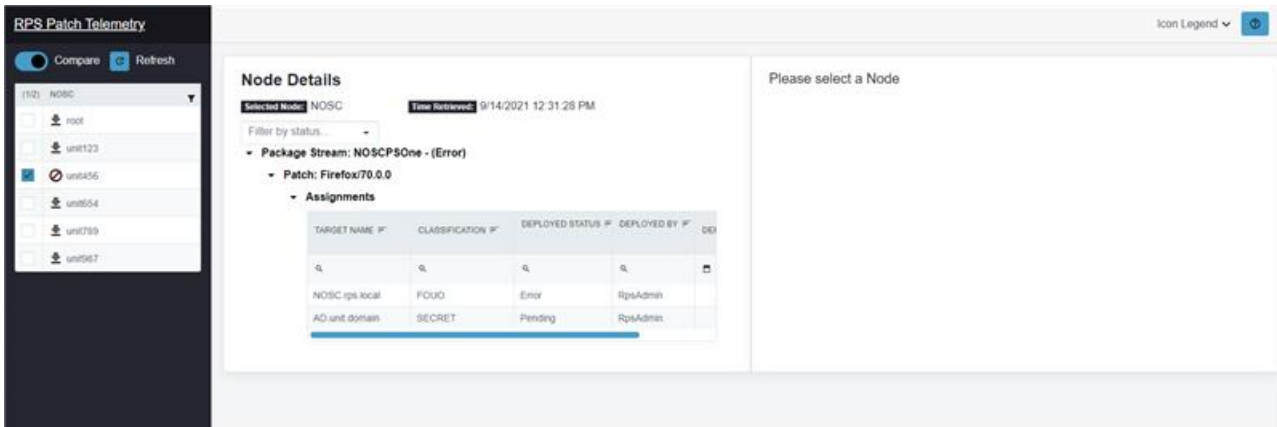 RPS Patch Telemetry
Icon Legend
Compare Refresh
(1/2) NOSC
root
unit123
unit456
unit654
unit789
unit987
Node Details
Selected Node: NOSC Time Retrieved: 9/14/2021 12:31:28 PM
Filter by status...
Package Stream: NOSCPSOne - (Error)
Patch: Firefox/70.0.0
Assignments
TARGET NAME CLASSIFICATION DEPLOYED STATUS DEPLOYED BY DEP
NOSC.rps.local FOUO Error RpsAdmin
AD.unit.domain SECRET Pending RpsAdmin
Please select a Node